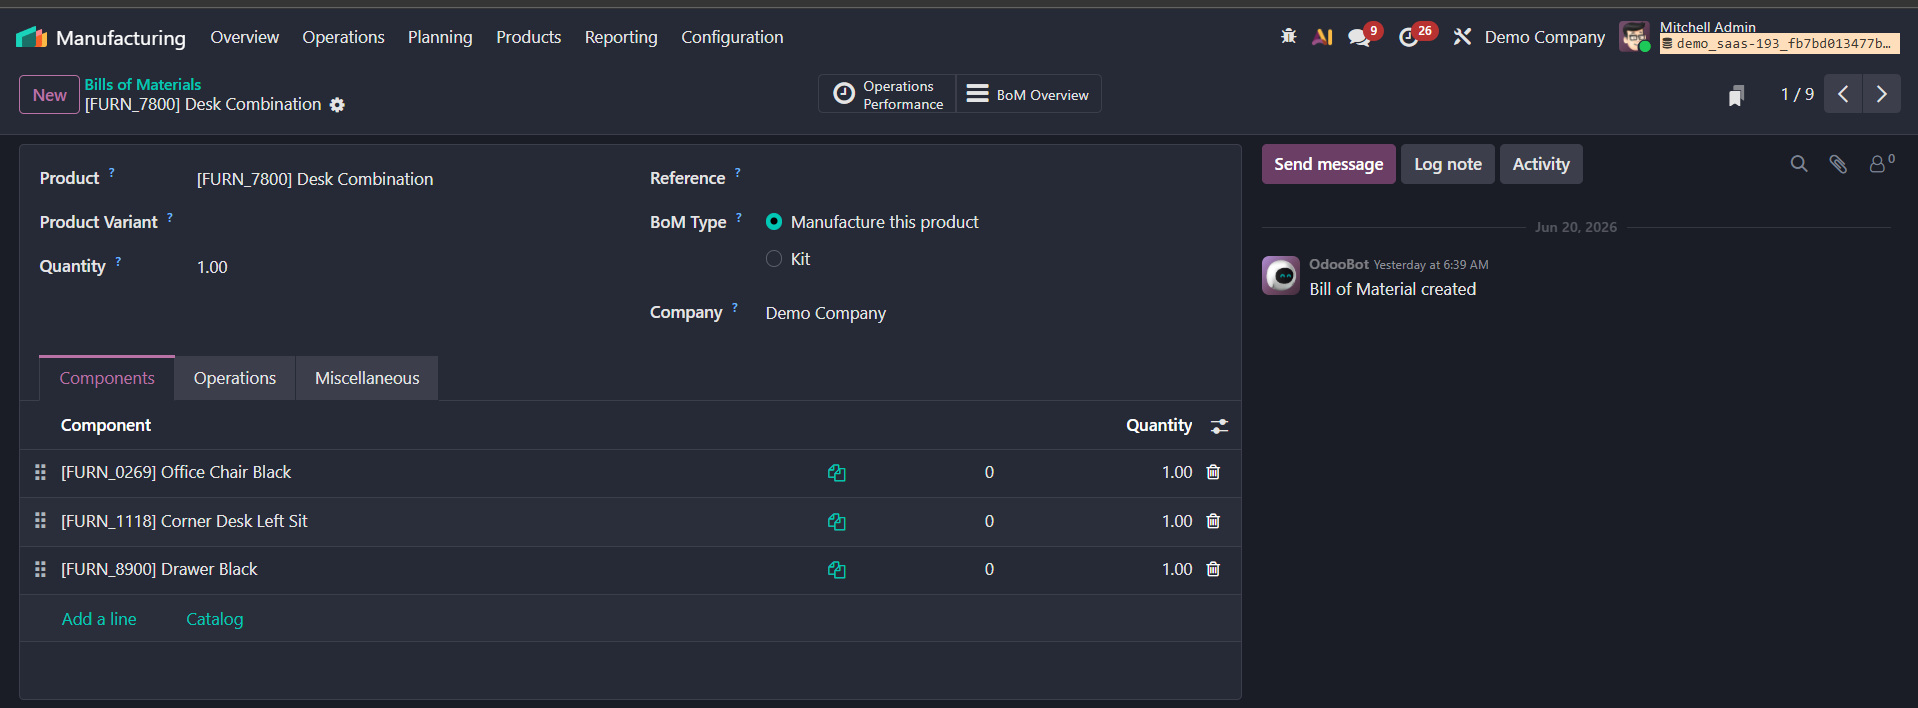 Manufacturing Overview Operations Planning Products Reporting Configuration AI 9 26 Demo Company Mitchell Admin
demo_saas-193_fb7bd013477b...
New Bills of Materials
[FURN_7800] Desk Combination
Operations Performance
BoM Overview
1 / 9
Product ? [FURN_7800] Desk Combination
Product Variant ?
Quantity ? 1.00
Reference ?
BoM Type ? Manufacture this product
Kit
Company ? Demo Company
Components Operations Miscellaneous
Component Quantity
[FURN_0269] Office Chair Black 0 1.00
[FURN_1118] Corner Desk Left Sit 0 1.00
[FURN_8900] Drawer Black 0 1.00
Add a line Catalog
Send message Log note Activity 0
Jun 20, 2026
OdooBot Yesterday at 6:39 AM
Bill of Material created